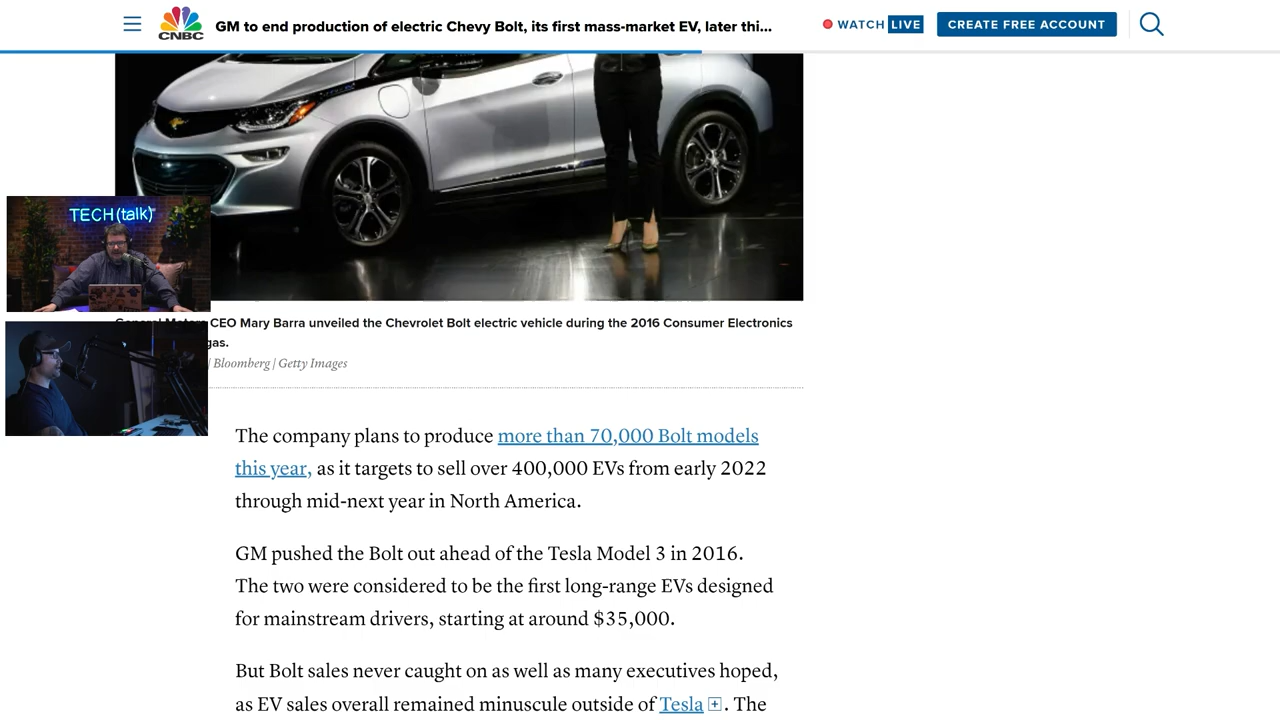 CNBC
GM to end production of electric Chevy Bolt, its first mass-market EV, later thi...
WATCH LIVE
CREATE FREE ACCOUNT
TECH(talk)
CEO Mary Barra unveiled the Chevrolet Bolt electric vehicle during the 2016 Consumer Electronics
gas.
| Bloomberg | Getty Images
The company plans to produce more than 70,000 Bolt models
this year, as it targets to sell over 400,000 EVs from early 2022
through mid-next year in North America.
GM pushed the Bolt out ahead of the Tesla Model 3 in 2016.
The two were considered to be the first long-range EVs designed
for mainstream drivers, starting at around $35,000.
But Bolt sales never caught on as well as many executives hoped,
as EV sales overall remained minuscule outside of Tesla +. The